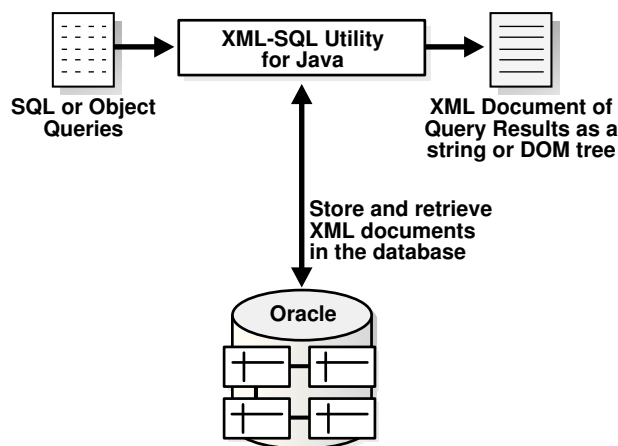 XML-SQL Utility
for Java
SQL or Object
Queries
XML Document of
Query Results as a
string or DOM tree
Store and retrieve
XML documents
in the database
Oracle